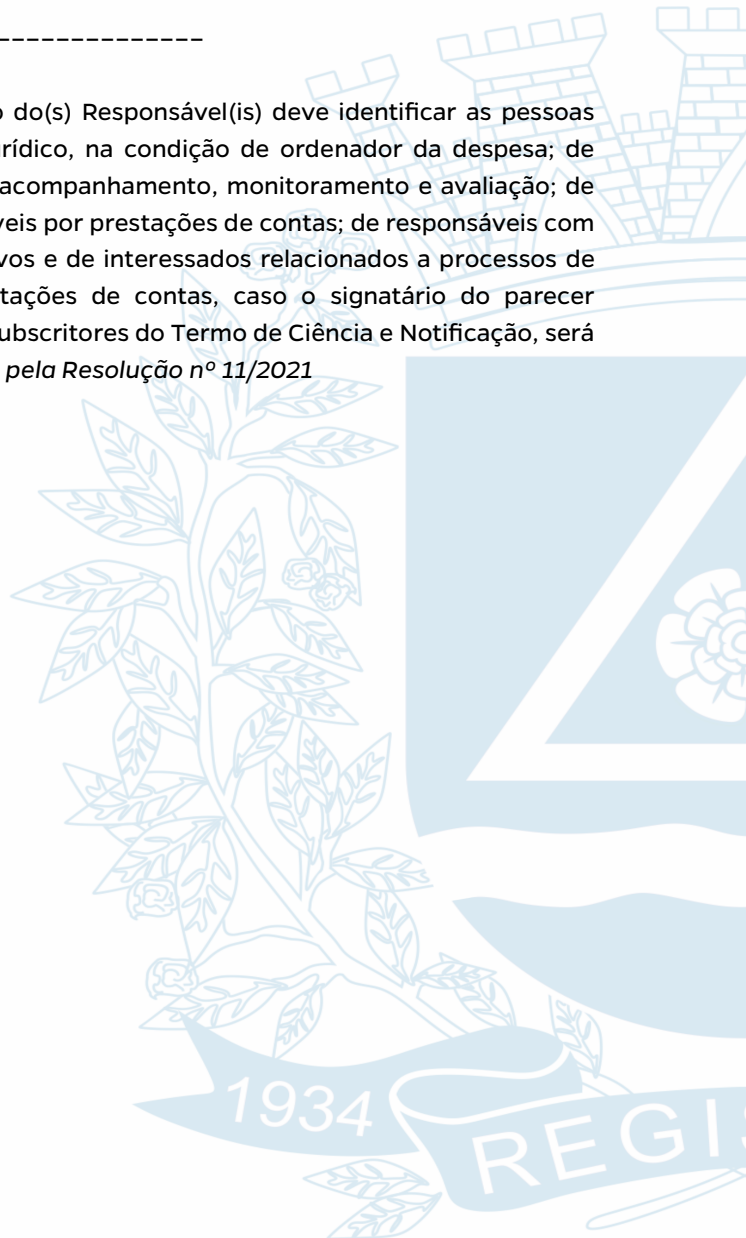 --------------
do(s) Responsável(is) deve identificar as pessoas
rídico, na condição de ordenador da despesa; de
acompanhamento, monitoramento e avaliação; de
veis por prestações de contas; de responsáveis com
vos e de interessados relacionados a processos de
tações de contas, caso o signatário do parecer
ubscritores do Termo de Ciência e Notificação, será
pela Resolução nº 11/2021
1934
REGIS